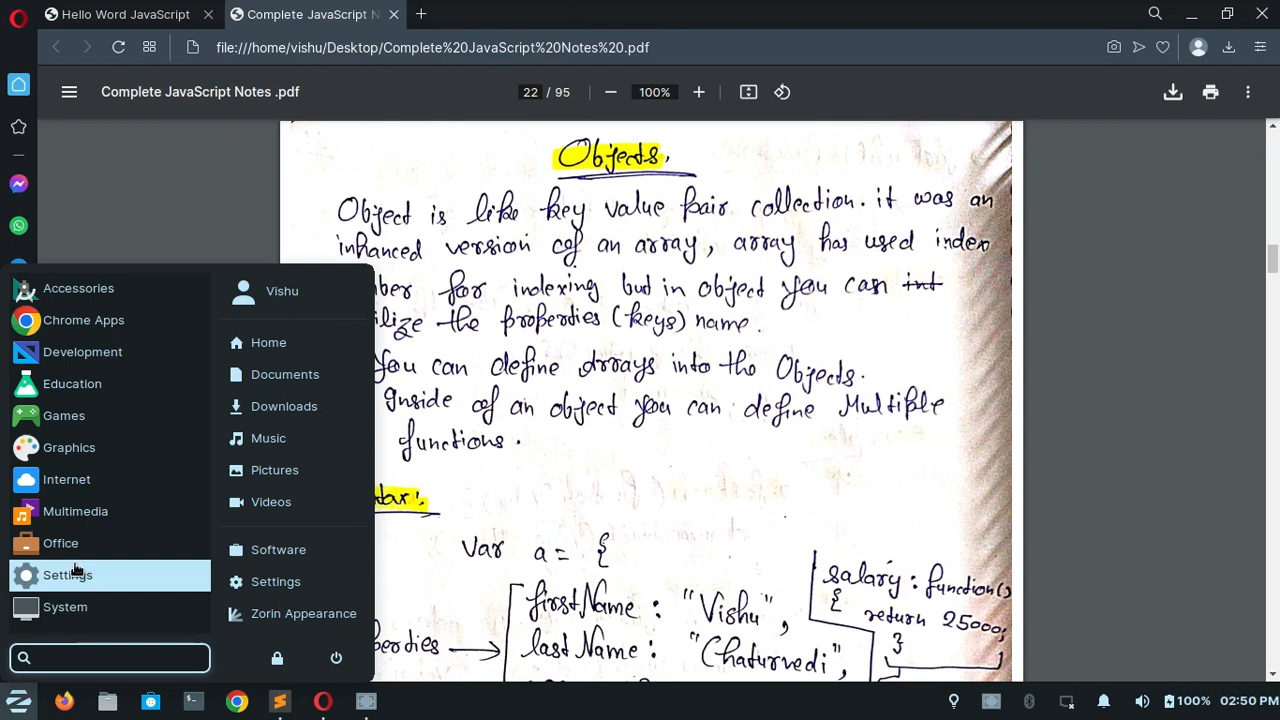 Hello Word JavaScript
Complete JavaScript N
file:///home/vishu/Desktop/Complete%20JavaScript%20Notes%20.pdf
Complete JavaScript Notes .pdf
22 / 95
100%
Objects.
Object is like key value pair collection. it was an
inhanced version of an array, array has used index
ber for indexing but in object you can int
ilize the properties (keys) name.
You can define arrays into the Objects.
Inside of an object you can define Multiple
functions.
tax:
Var a = {
firstName : "Vishu",
lastName : "Chaturvedi",
perties
salary : function()
{
return 25000;
}
Accessories
Chrome Apps
Development
Education
Games
Graphics
Internet
Multimedia
Office
Settings
System
Vishu
Home
Documents
Downloads
Music
Pictures
Videos
Software
Settings
Zorin Appearance
100%
02:50 PM